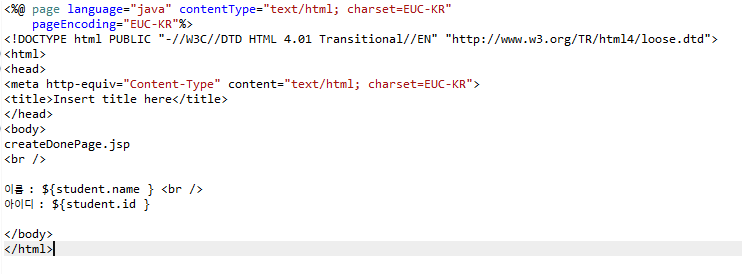 <%@ page language="java" contentType="text/html; charset=EUC-KR"
    pageEncoding="EUC-KR"%>
<!DOCTYPE html PUBLIC "-//W3C//DTD HTML 4.01 Transitional//EN" "http://www.w3.org/TR/html4/loose.dtd">
<html>
<head>
<meta http-equiv="Content-Type" content="text/html; charset=EUC-KR">
<title>Insert title here</title>
</head>
<body>
createDonePage.jsp
<br />
이름 : ${student.name } <br />
아이디 : ${student.id }
</body>
</html>